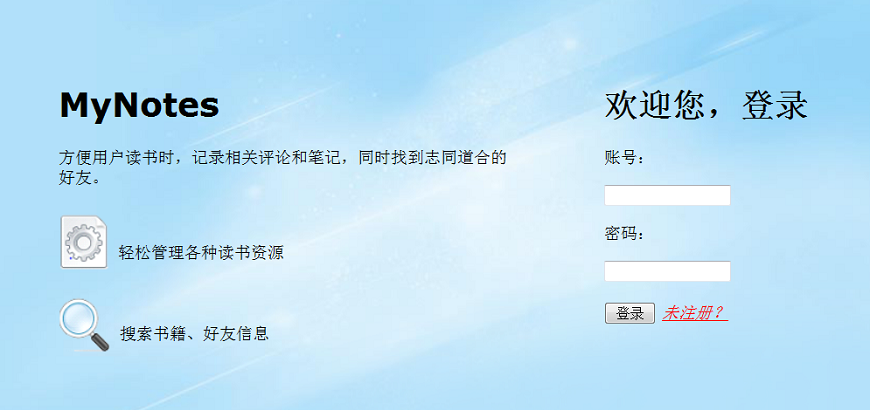 MyNotes
方便用户读书时，记录相关评论和笔记，同时找到志同道合的
好友。
轻松管理各种读书资源
搜索书籍、好友信息
欢迎您，登录
账号：
密码：
登录 未注册？